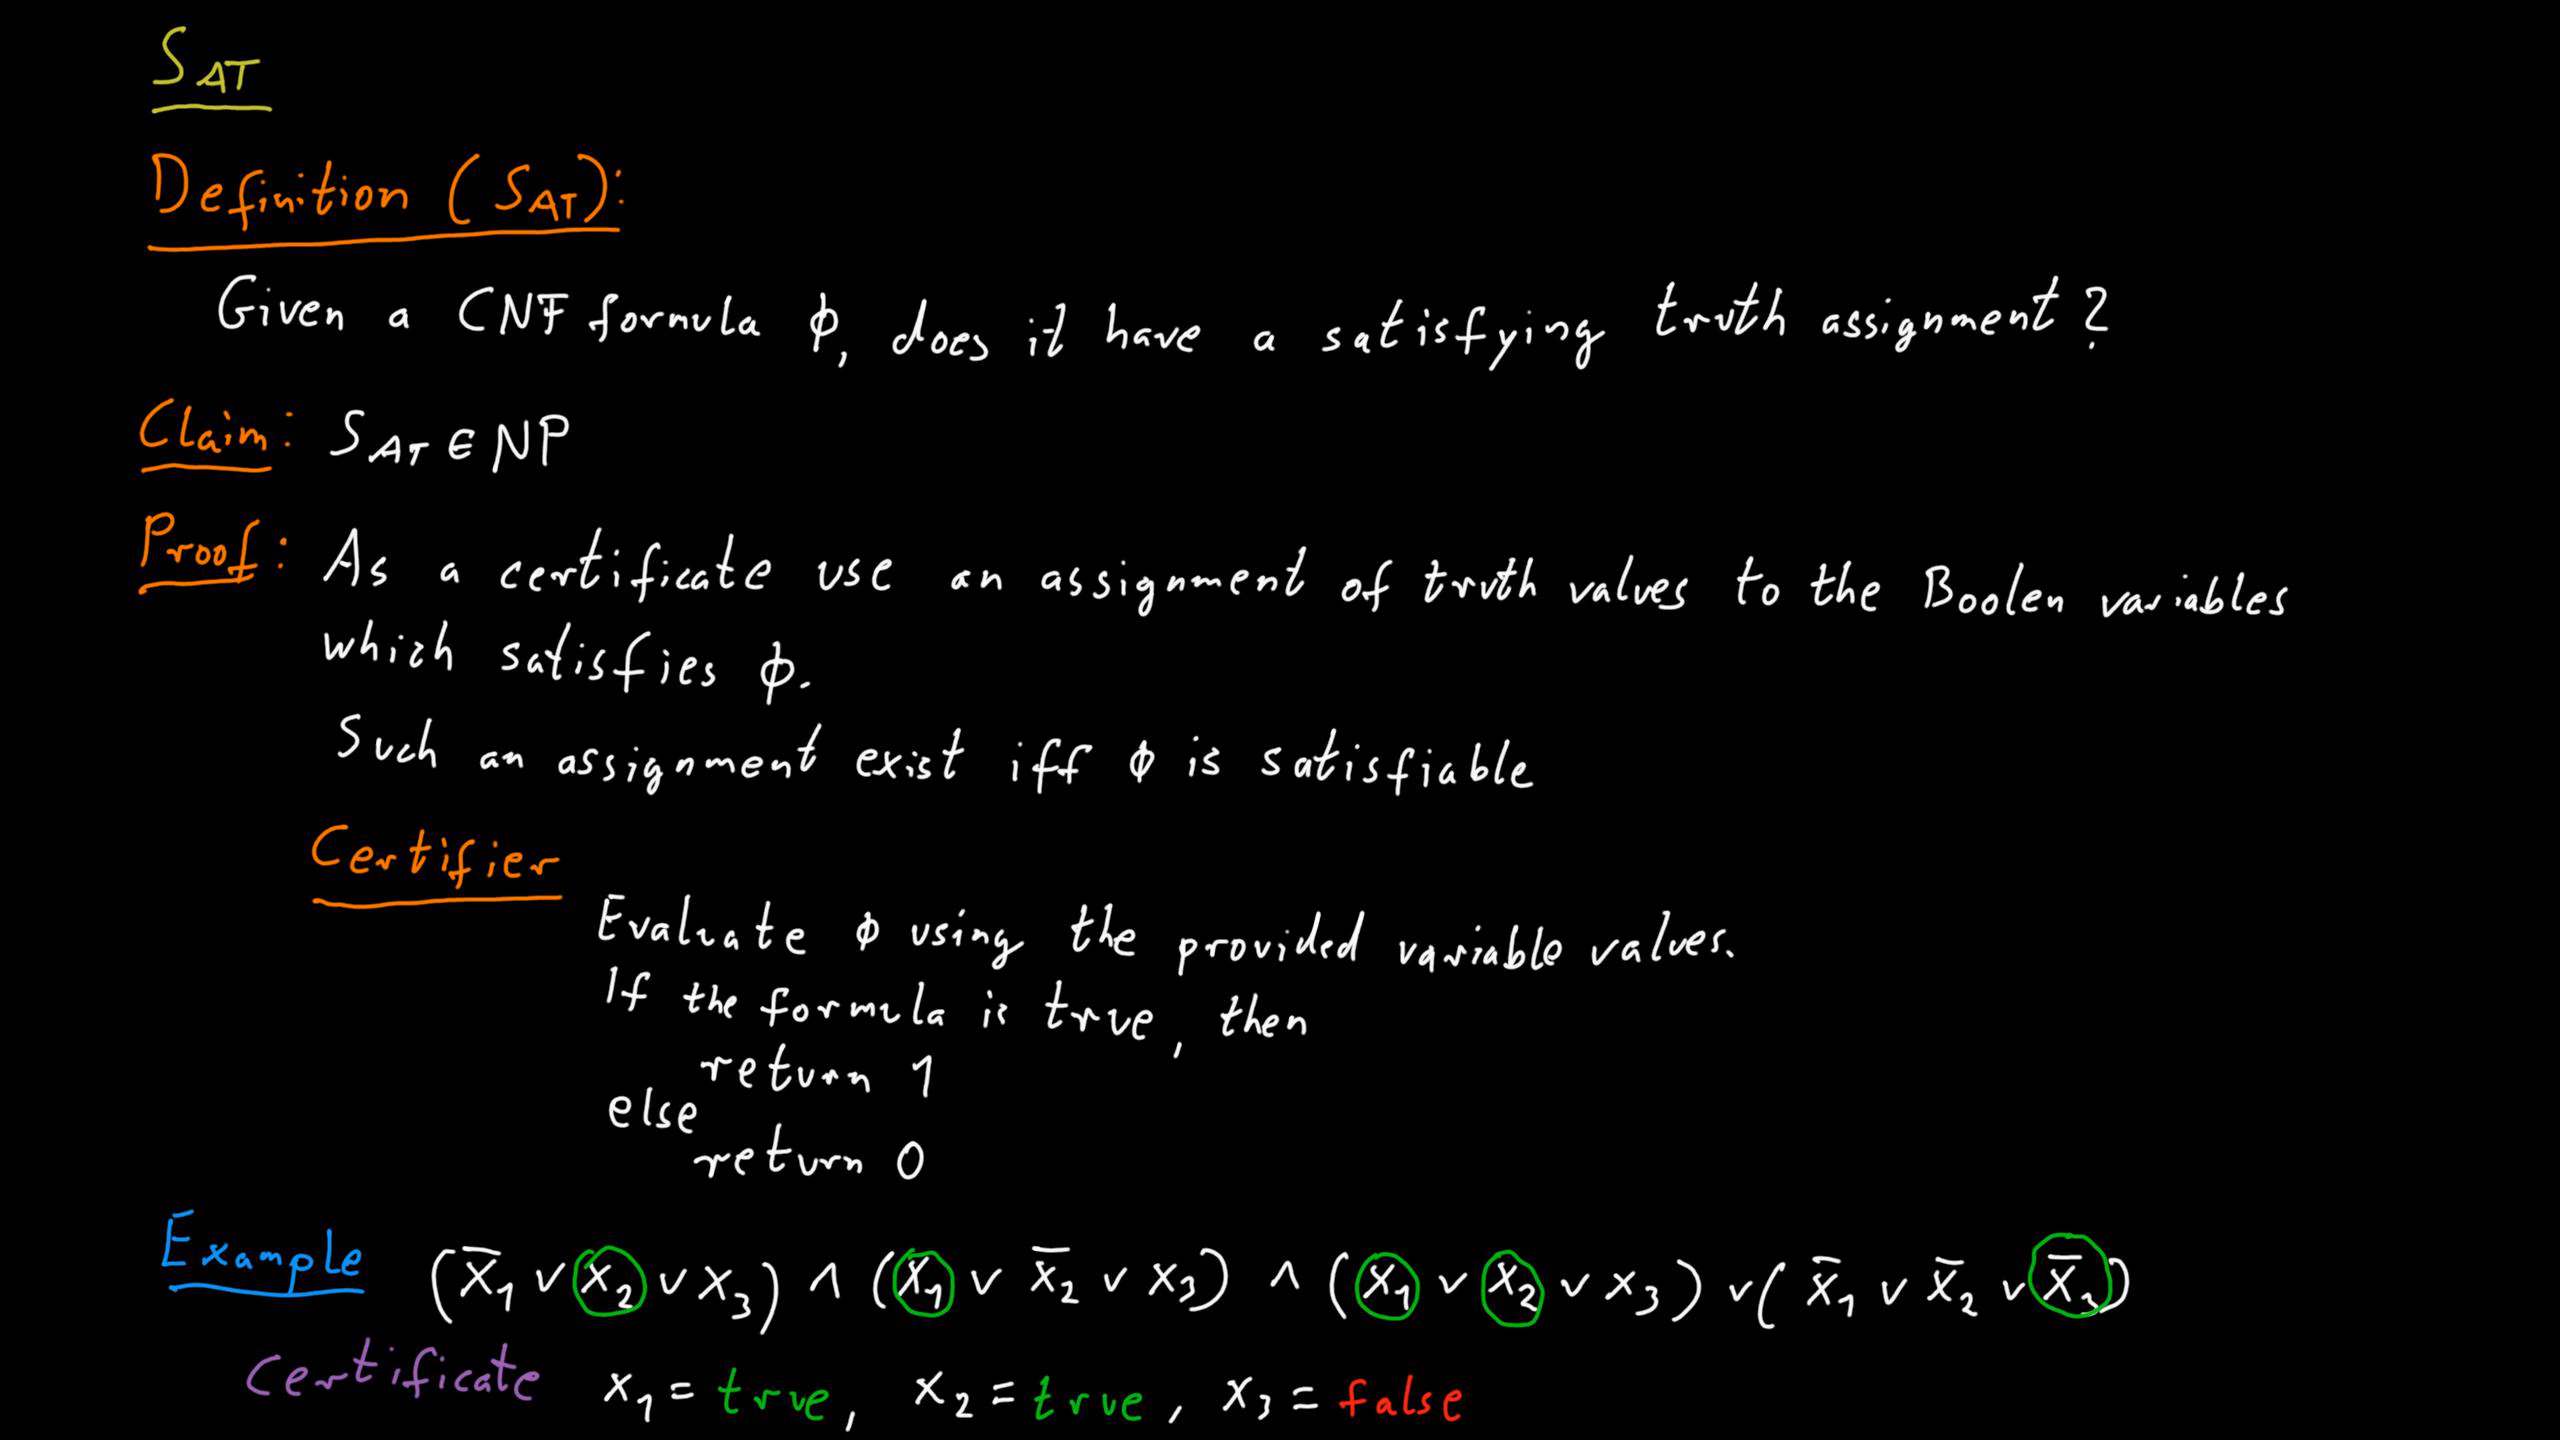 SAT
Definition (SAT):
Given a CNF formula ϕ, does it have a satisfying truth assignment?
Claim: SAT ∈ NP
Proof: As a certificate use an assignment of truth values to the Boolen variables
which satisfies ϕ.
Such an assignment exist iff ϕ is satisfiable
Certifier
Evaluate ϕ using the provided variable values.
If the formula is true, then
return 1
else
return 0
Example (x̄₁ ∨ x₂ ∨ x₃) ∧ (x₁ ∨ x̄₂ ∨ x₃) ∧ (x₁ ∨ x₂ ∨ x₃) ∨ (x̄₁ ∨ x̄₂ ∨ x̄₃)
Certificate x₁ = true, x₂ = true, x₃ = false